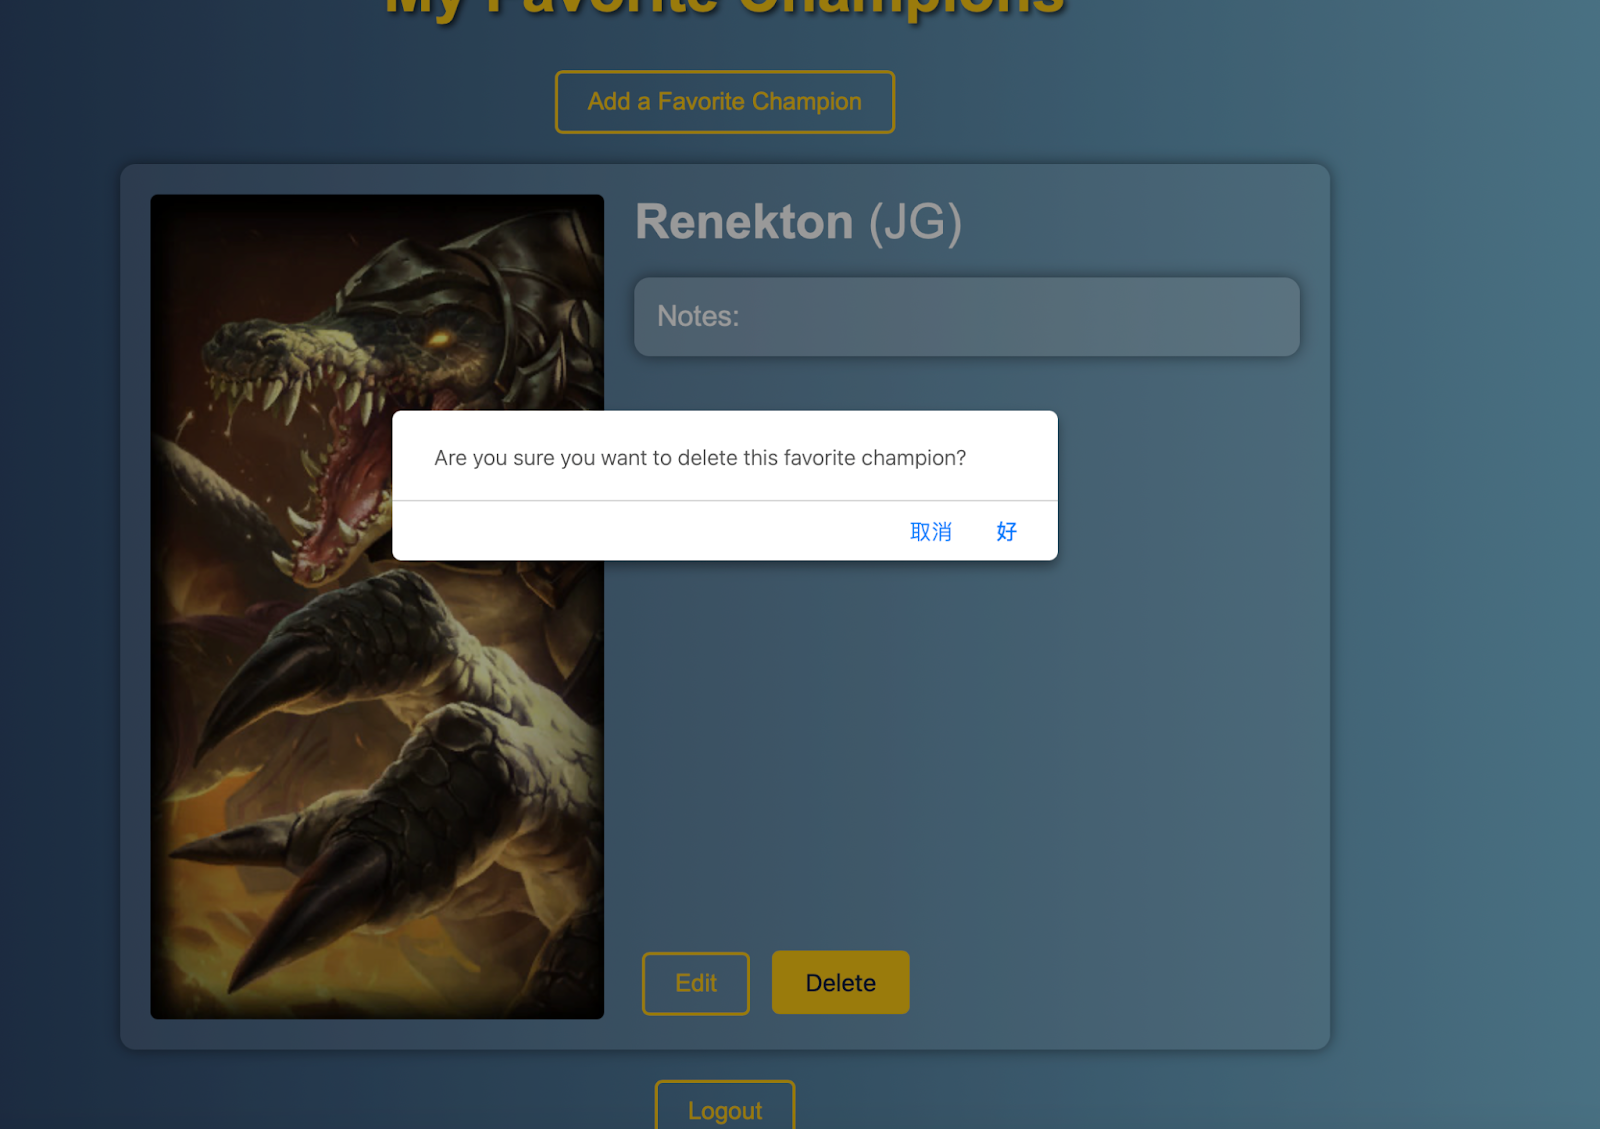 My Favorite Champions
Add a Favorite Champion
Renekton (JG)
Notes:
Are you sure you want to delete this favorite champion?
取消 好
Edit Delete
Logout